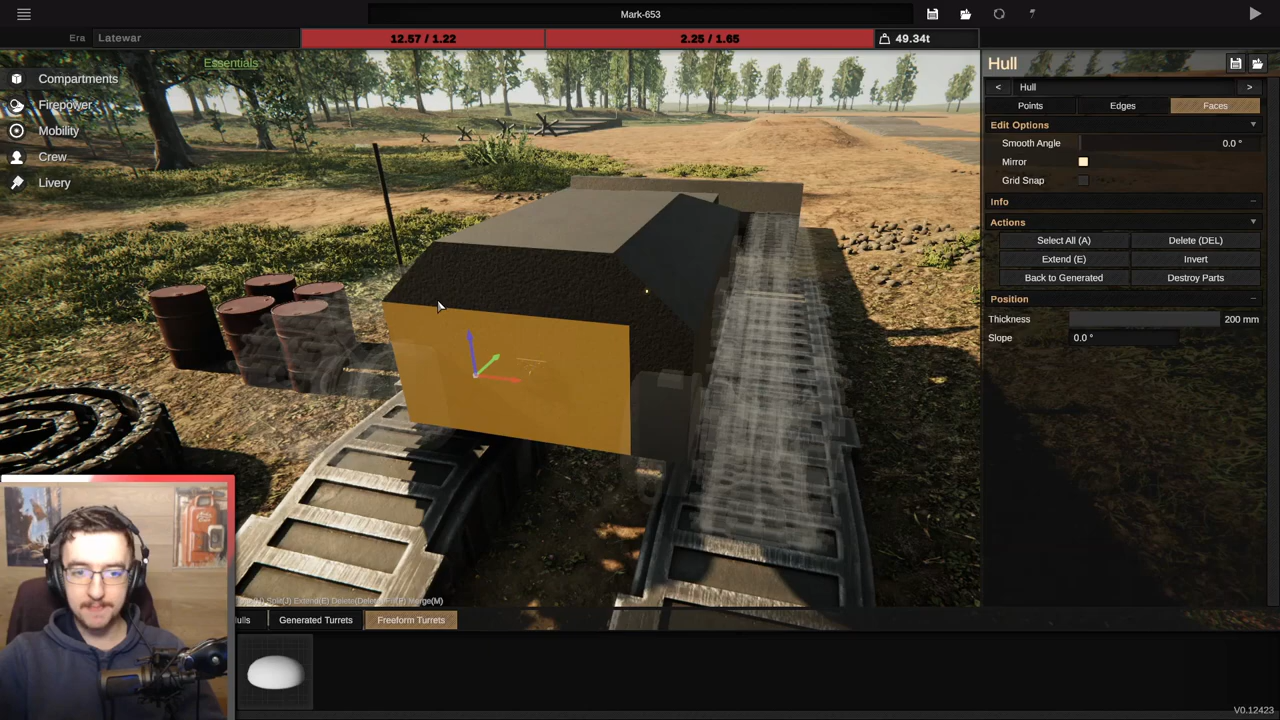 Mark-653
Era Latewar 12.57 / 1.22 2.25 / 1.65 49.34t
Essentials
Compartments
Firepower
Mobility
Crew
Livery
Hull
< Hull >
Points Edges Faces
Edit Options
Smooth Angle 0.0 °
Mirror
Grid Snap
Info
Actions
Select All (A) Delete (DEL)
Extend (E) Invert
Back to Generated Destroy Parts
Position
Thickness 200 mm
Slope 0.0 °
Split(J) Extend(E) Merge(M)
Generated Turrets Freeform Turrets
V0.12423